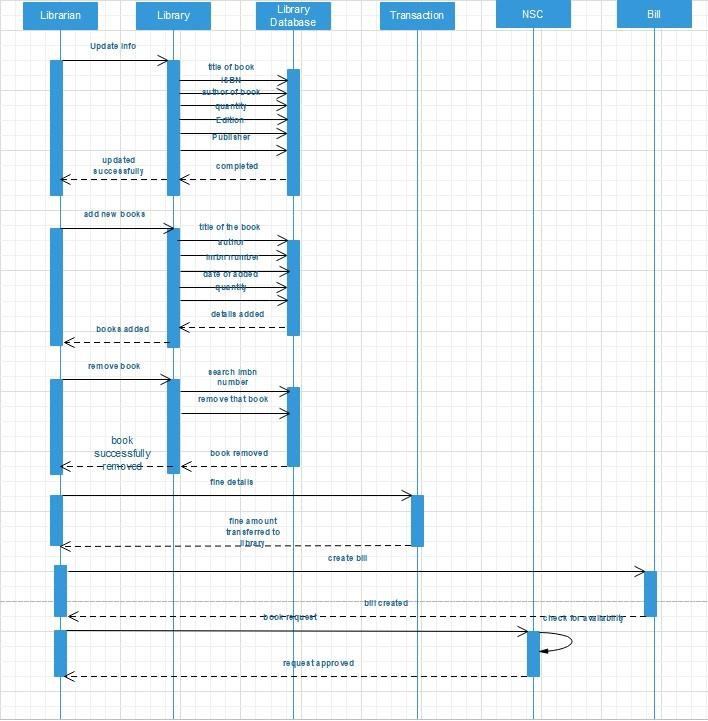 Librarian
Library
Library
Database
Transaction
NSC
Bill
Update info
title of book
ISBN
author of book
quantity
Edition
Publisher
updated
successfully
completed
add new books
title of the book
author
imbn number
date of added
quantity
details added
books added
remove book
search imbn
number
remove that book
book
successfully
removed
book removed
fine details
fine amount
transferred to
library
create bill
bill created
book request
check for availability
request approved